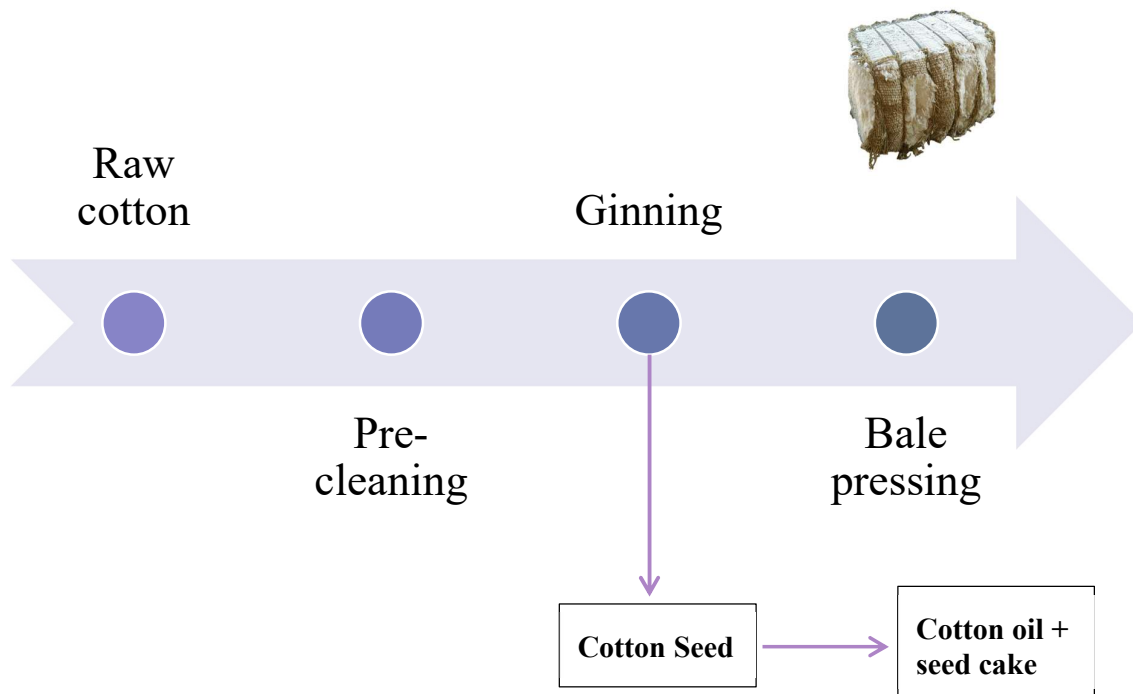 Raw
cotton
Ginning
Pre-
cleaning
Bale
pressing
Cotton Seed
Cotton oil +
seed cake